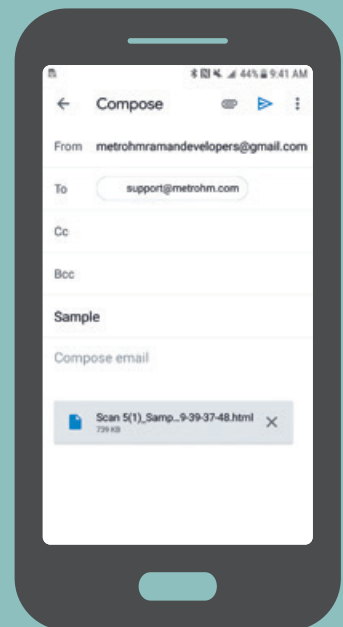 44% 9:41 AM
Compose
From metrohmramandevelopers@gmail.com
To support@metrohm.com
Cc
Bcc
Sample
Compose email
Scan 5(1)_Samp...9-39-37-48.html
739 KB